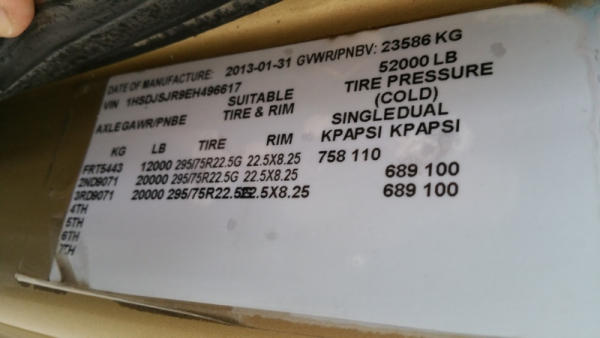 DATE OF MANUFACTURE: 2013-01-31 GVWR/PNBV: 23586 KG
52000 LB
VIN 1HSDJSJR9EH496617
SUITABLE TIRE PRESSURE
TIRE & RIM (COLD)
AXLE GAWR/PNBE SINGLE DUAL
KG LB TIRE RIM KPAPSI KPAPSI
FRT5443 12000 295/75R22.5G 22.5X8.25 758 110
2ND9071 20000 295/75R22.5G 22.5X8.25 689 100
3RD9071 20000 295/75R22.5G 22.5X8.25 689 100
4TH
5TH
6TH
7TH